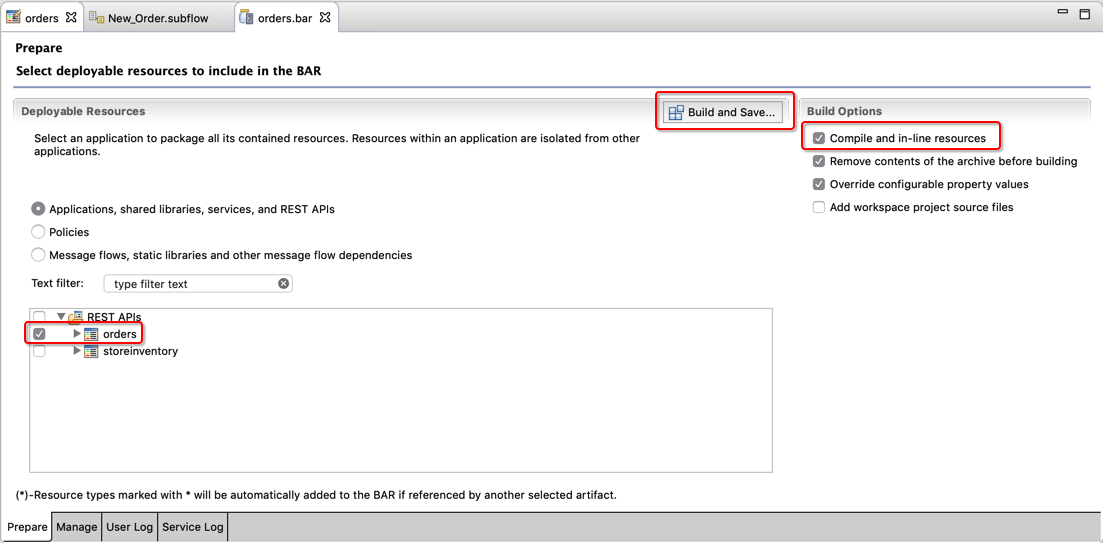 orders New_Order.subflow orders.bar
Prepare
Select deployable resources to include in the BAR
Deployable Resources Build and Save... Build Options
Select an application to package all its contained resources. Resources within an application are isolated from other
applications.
Compile and in-line resources
Remove contents of the archive before building
Override configurable property values
Add workspace project source files
Applications, shared libraries, services, and REST APIs
Policies
Message flows, static libraries and other message flow dependencies
Text filter: type filter text
REST APIs
orders
storeinventory
(*)-Resource types marked with * will be automatically added to the BAR if referenced by another selected artifact.
Prepare Manage User Log Service Log